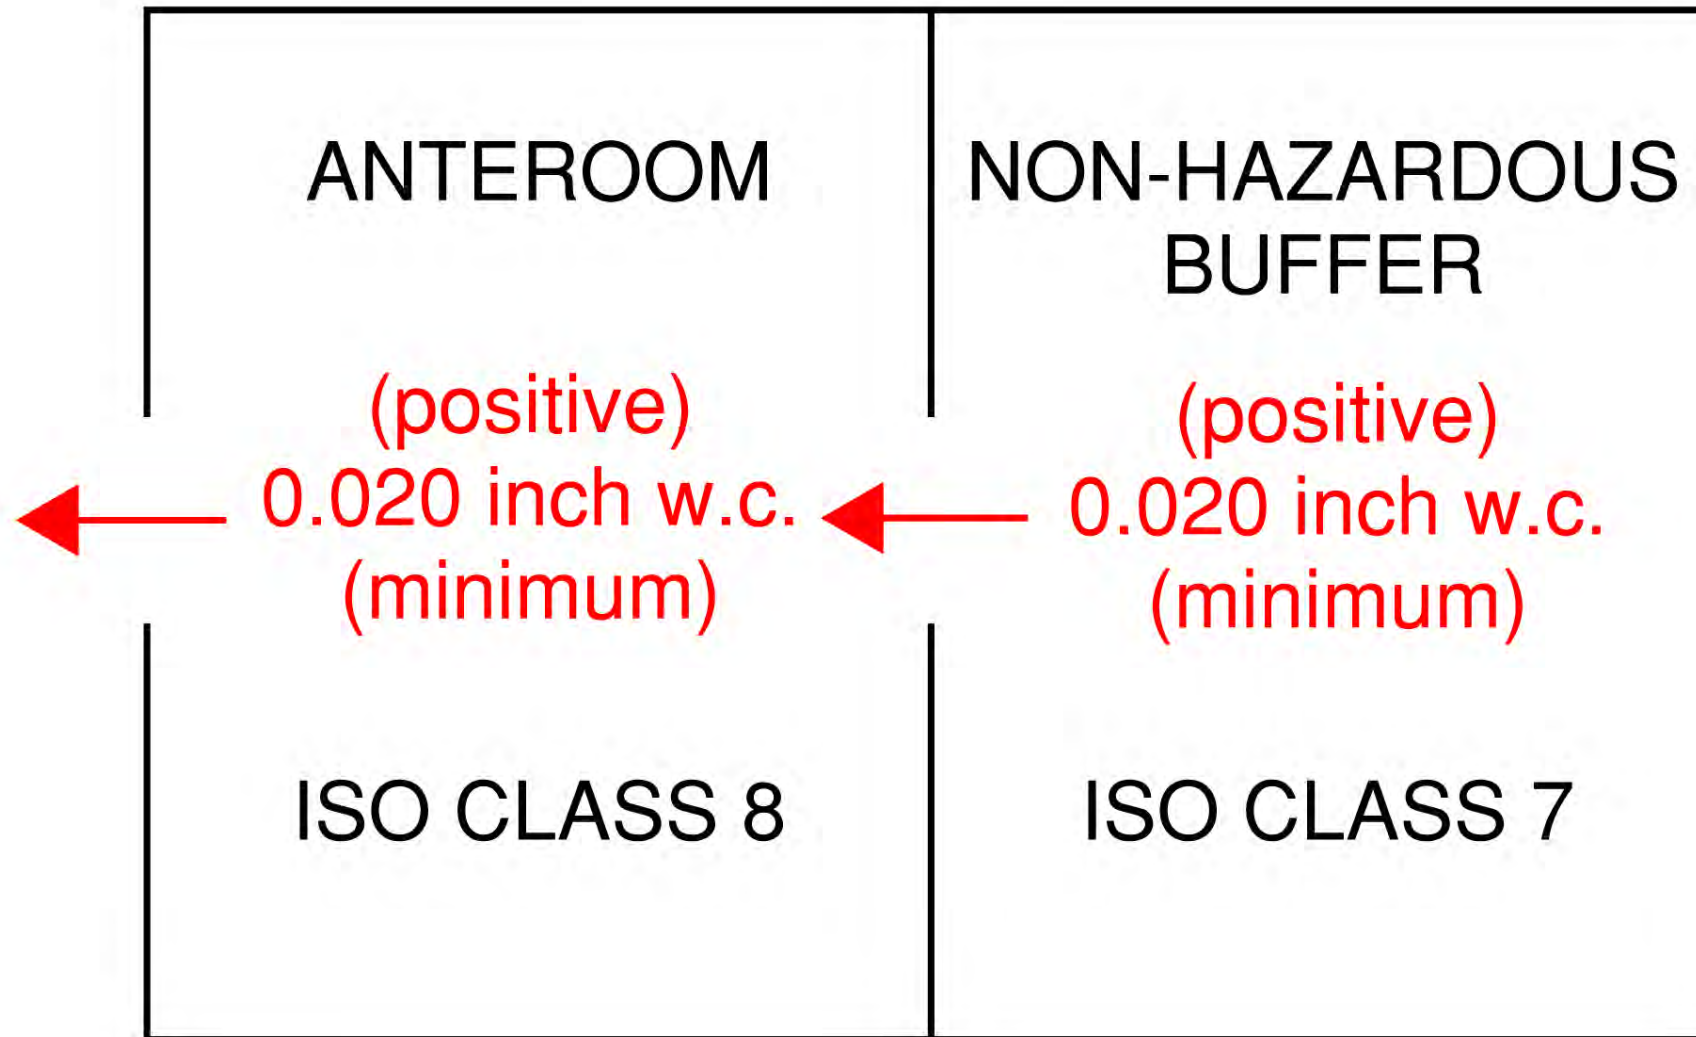 ANTEROOM
(positive)
0.020 inch w.c.
(minimum)
ISO CLASS 8
NON-HAZARDOUS
BUFFER
(positive)
0.020 inch w.c.
(minimum)
ISO CLASS 7